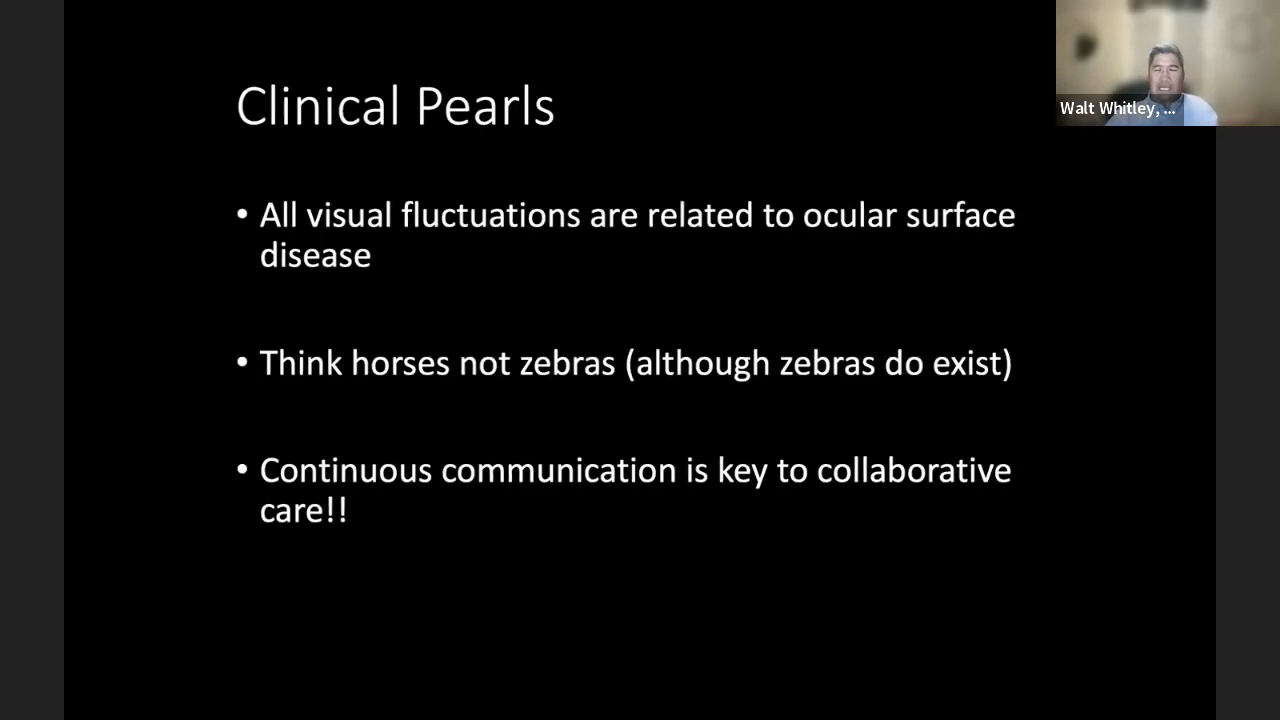 Clinical Pearls
Walt Whitley, ...
• All visual fluctuations are related to ocular surface
disease
• Think horses not zebras (although zebras do exist)
• Continuous communication is key to collaborative
care!!